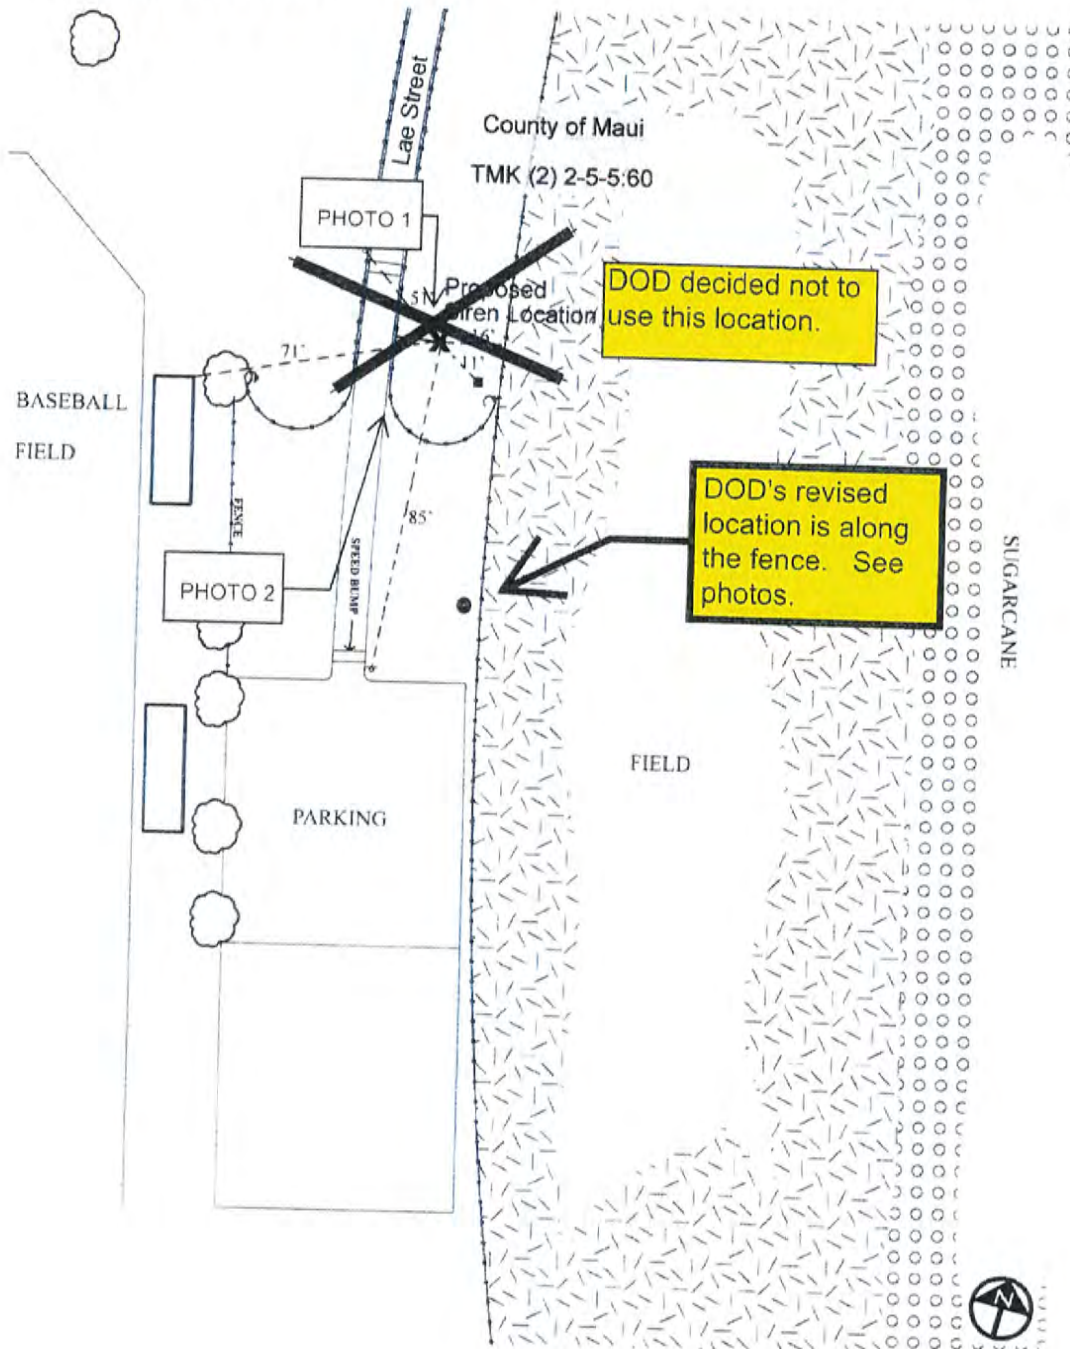 Lae Street
County of Maui
TMK (2) 2-5-5:60
PHOTO 1
Proposed
Siren Location
DOD decided not to
use this location.
71'
16'
11'
BASEBALL
FIELD
DOD's revised
location is along
the fence. See
photos.
85'
FENCE
SPEED BUMP
PHOTO 2
SUGARCANE
FIELD
PARKING
N